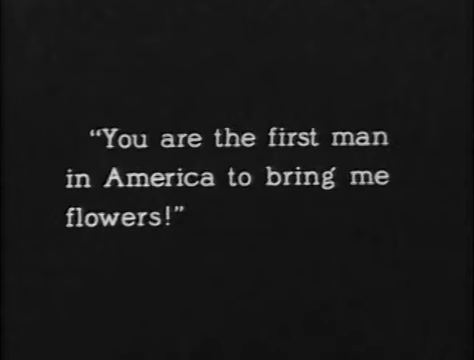 “You are the first man
in America to bring me
flowers!”